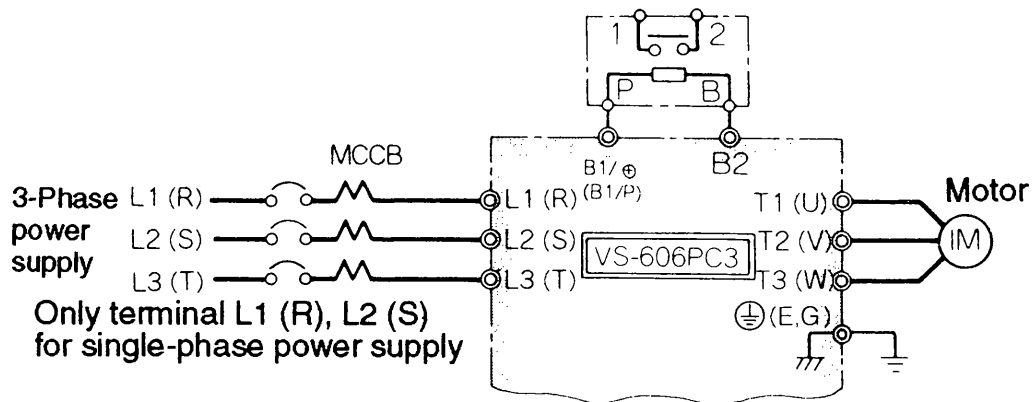 1 2
P B
MCCB
B1/⊕
(B1/P)
B2
3-Phase
power
supply
L1 (R)
L2 (S)
L3 (T)
L1 (R)
L2 (S)
L3 (T)
VS-606PC3
T1 (U)
T2 (V)
T3 (W)
(E,G)
Motor
IM
Only terminal L1 (R), L2 (S)
for single-phase power supply